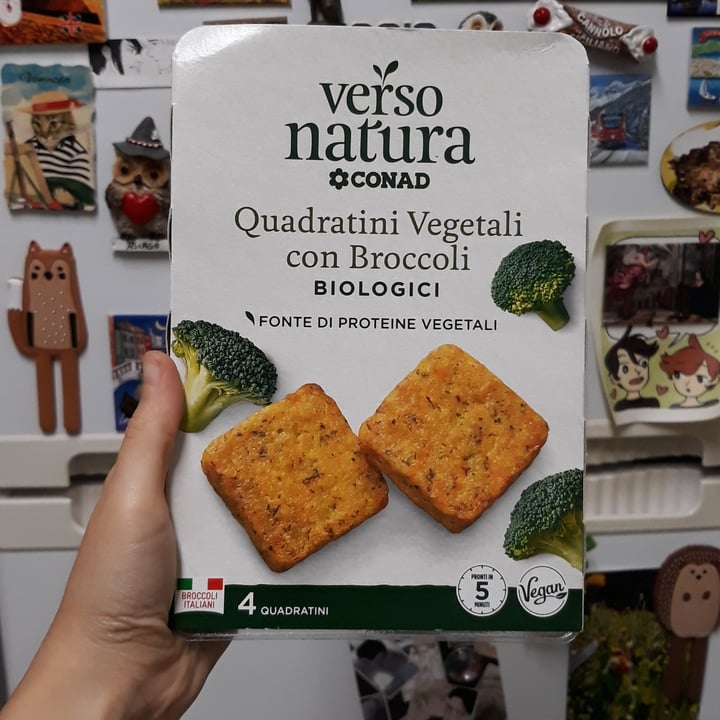 verso
natura
CONAD
Quadratini Vegetali
con Broccoli
BIOLOGICI
FONTE DI PROTEINE VEGETALI
BROCCOLI
ITALIANI
4 QUADRATINI
PRONTI IN
5
MINUTI
Vegan
CANNOLO
SICILIANO